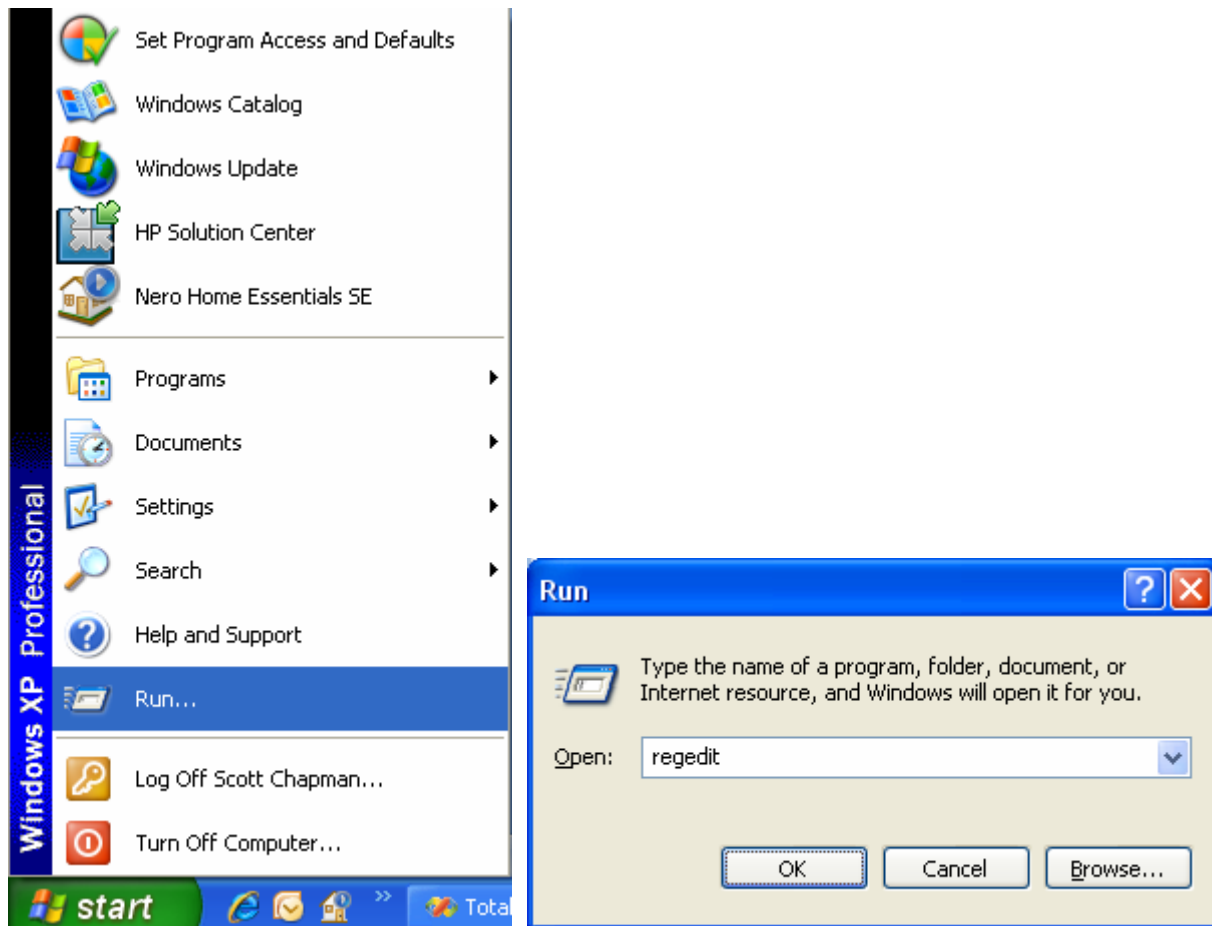 Set Program Access and Defaults
Windows Catalog
Windows Update
HP Solution Center
Nero Home Essentials SE
Programs
Documents
Settings
Search
Help and Support
Run...
Log Off Scott Chapman...
Turn Off Computer...
Windows XP Professional
start
Total
Run
Type the name of a program, folder, document, or
Internet resource, and Windows will open it for you.
Open:
regedit
OK
Cancel
Browse...